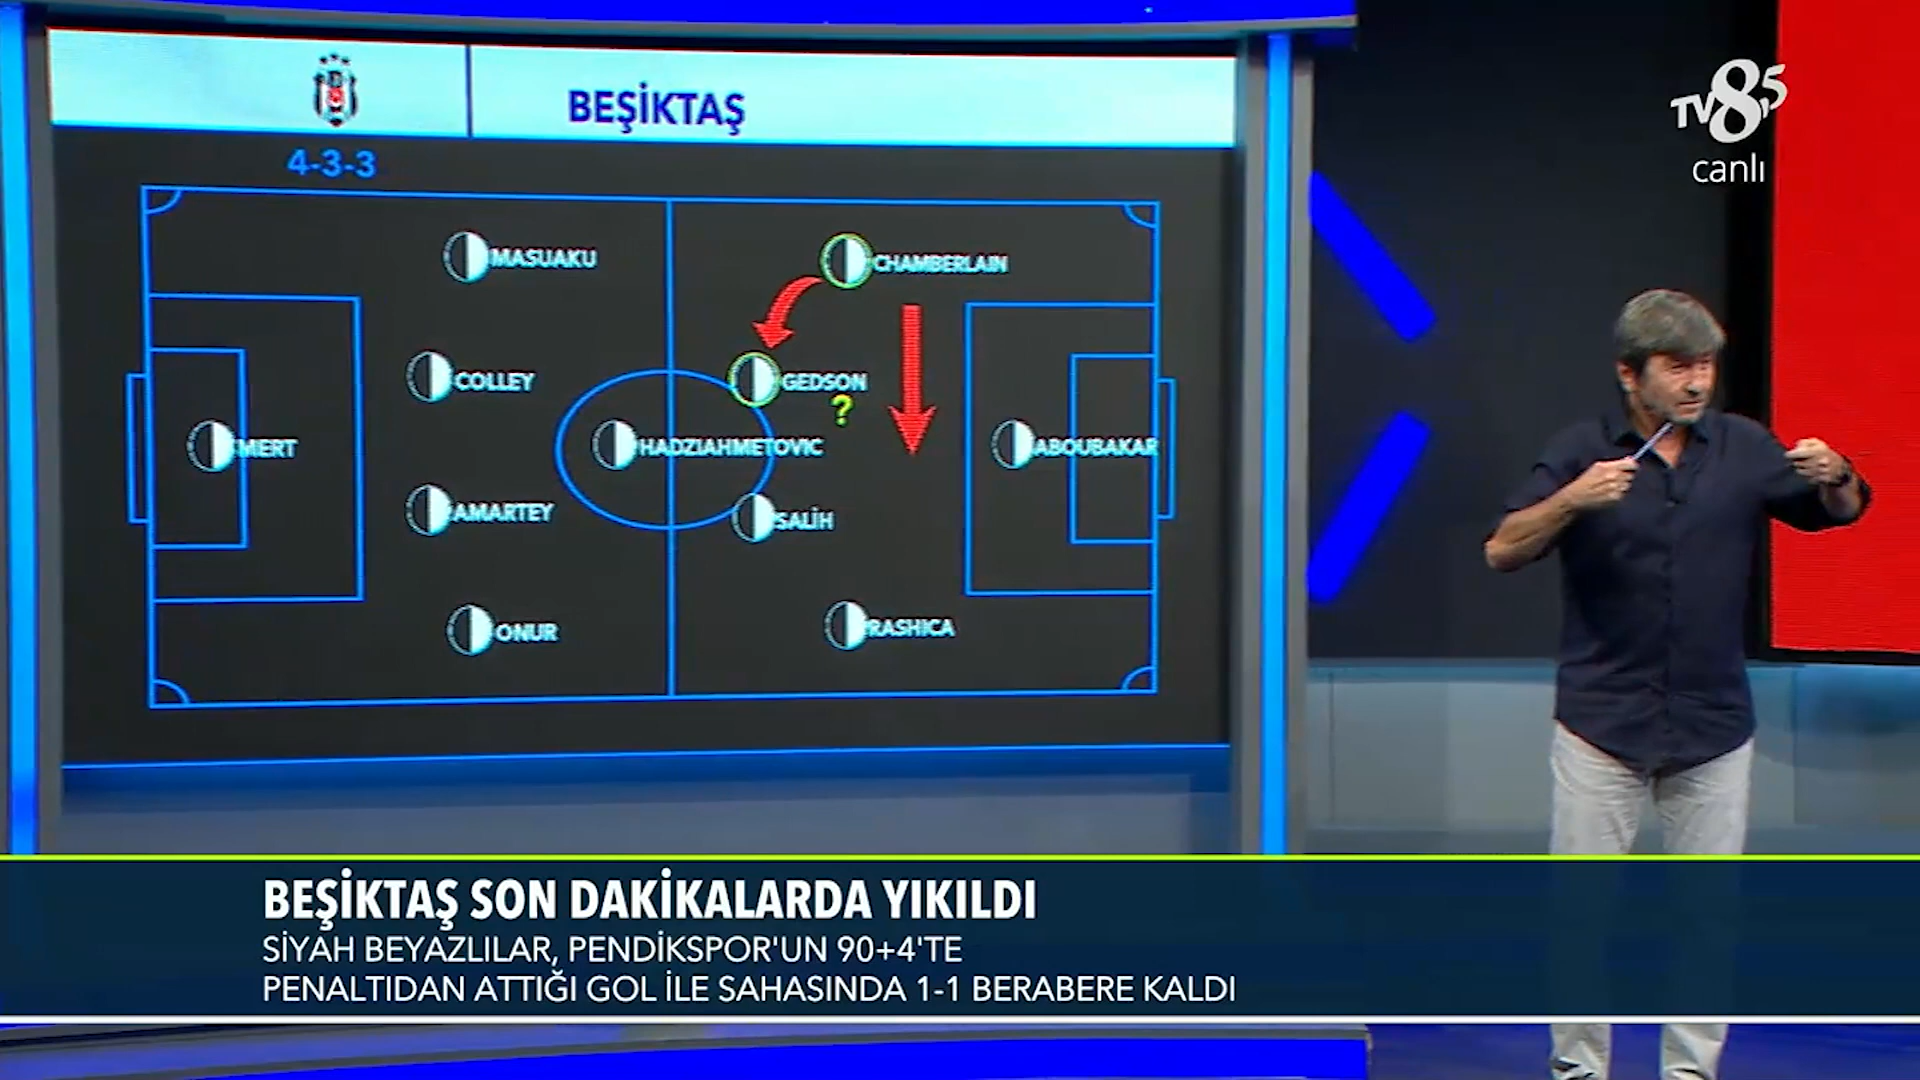 TV8,5
canlı
BEŞİKTAŞ
4-3-3
MASUAKU
CHAMBERLAIN
COLLEY
GEDSON
?
MERT
HADZIAHMETOVIC
ABOUBAKAR
AMARTEY
SALİH
ONUR
RASHICA
BEŞİKTAŞ SON DAKİKALARDA YIKILDI
SİYAH BEYAZLILAR, PENDİKSPOR'UN 90+4'TE
PENALTIDAN ATTIĞI GOL İLE SAHASINDA 1-1 BERABERE KALDI